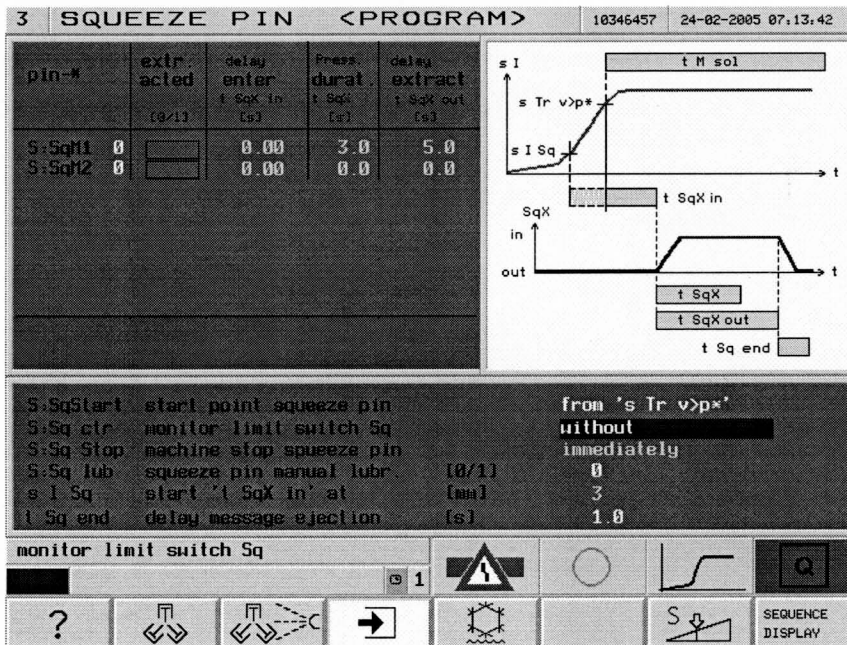 3 SQUEEZE PIN <PROGRAM> 10346457 24-02-2005 07:13:42
pin-*
extr. acted [0/1]
delay enter t SqX in [s]
Press. durat. t SqX [s]
delay extract t SqX out [s]
S:SqM1 0 0.00 3.0 5.0
S:SqM2 0 0.00 0.0 0.0
s I
t M sol
s Tr v>p*
s I Sq
t
t SqX in
SqX
in
out
t
t SqX
t SqX out
t Sq end
S:SqStart start point squeeze pin from 's Tr v>p*'
S:Sq ctr monitor limit switch Sq without
S:Sq Stop machine stop squeeze pin immediately
S:Sq lub squeeze pin manual lubr. [0/1] 0
s I Sq start 't SqX in' at [mm] 3
t Sq end delay message ejection [s] 1.0
monitor limit switch Sq
1
Q
?
S
SEQUENCE
DISPLAY